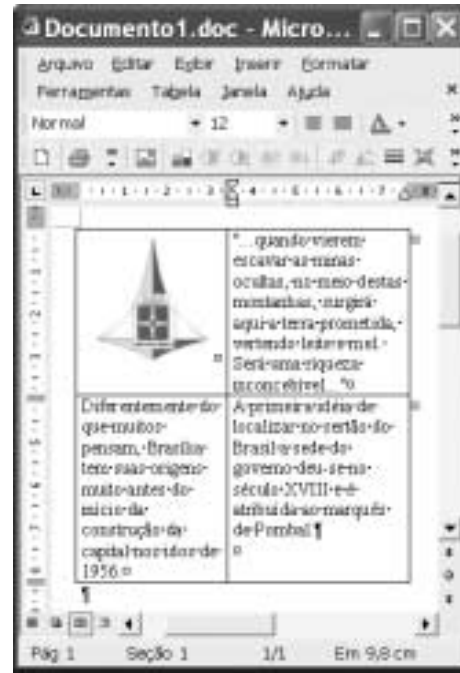 Documento1.doc - Micro...
Arquivo Editar Exibir Inserir Formatar
Ferramentas Tabela Janela Ajuda
Normal 12
"...quando vierem
escavar as minas
ocultas, no meio destas
montanhas, surgirá
aqui a terra prometida,
vertendo leite e mel.
Será uma riqueza
inconcebível..."
Diferentemente do
que muitos
pensam, Brasília
tem suas origens
muito antes do
início da
construção da
capital nos idos de
1956
A primeira idéia de
localizar no sertão do
Brasil a sede do
governo deu-se no
século XVIII e é
atribuída ao marquês
de Pombal ¶
¶
Pág 1 Seção 1 1/1 Em 9,8 cm